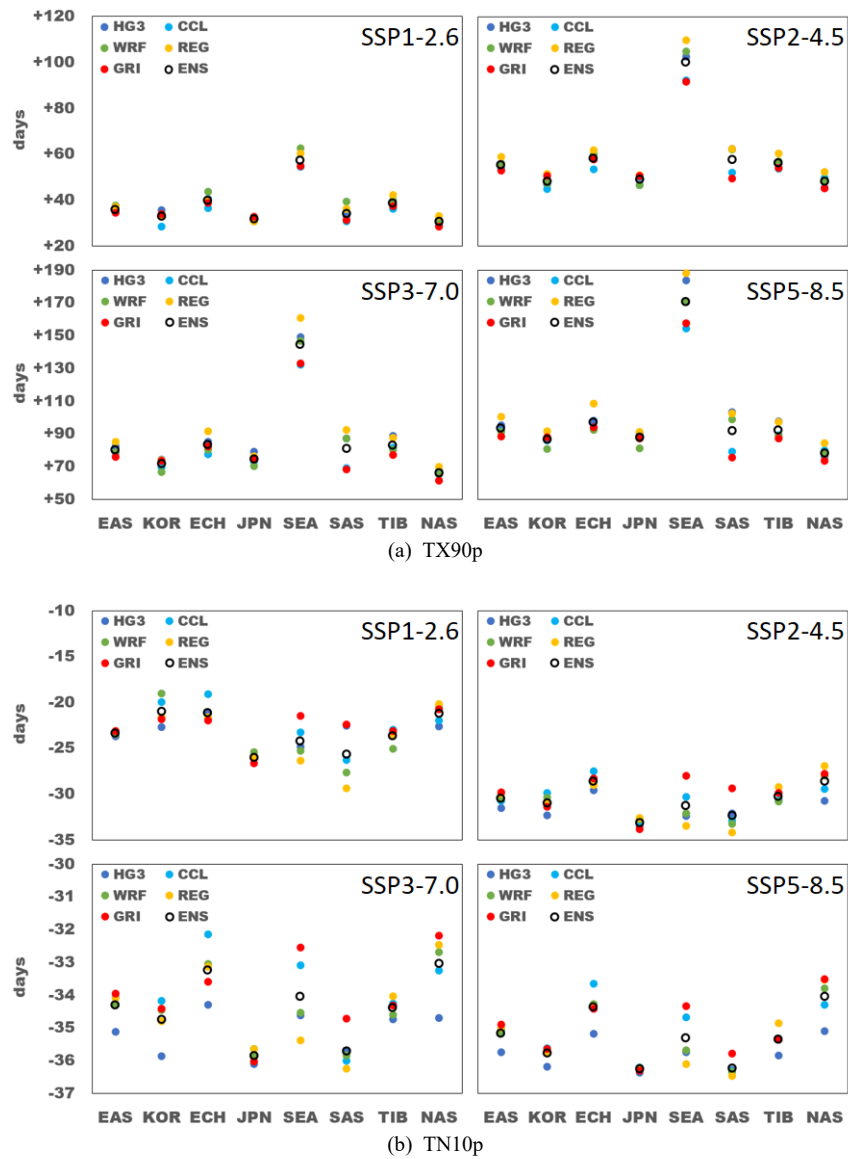 HG3 CCL SSP1-2.6 HG3 CCL SSP2-4.5
WRF REG WRF REG
GRI ENS GRI ENS
+120
+100
+80
+60
+40
+20
days
HG3 CCL SSP3-7.0 HG3 CCL SSP5-8.5
WRF REG WRF REG
GRI ENS GRI ENS
+190
+170
+150
+130
+110
+90
+70
+50
days
EAS KOR ECH JPN SEA SAS TIB NAS EAS KOR ECH JPN SEA SAS TIB NAS
(a) TX90p
HG3 CCL SSP1-2.6 HG3 CCL SSP2-4.5
WRF REG WRF REG
GRI ENS GRI ENS
-10
-15
-20
-25
-30
-35
days
HG3 CCL SSP3-7.0 HG3 CCL SSP5-8.5
WRF REG WRF REG
GRI ENS GRI ENS
-30
-31
-32
-33
-34
-35
-36
-37
days
EAS KOR ECH JPN SEA SAS TIB NAS EAS KOR ECH JPN SEA SAS TIB NAS
(b) TN10p